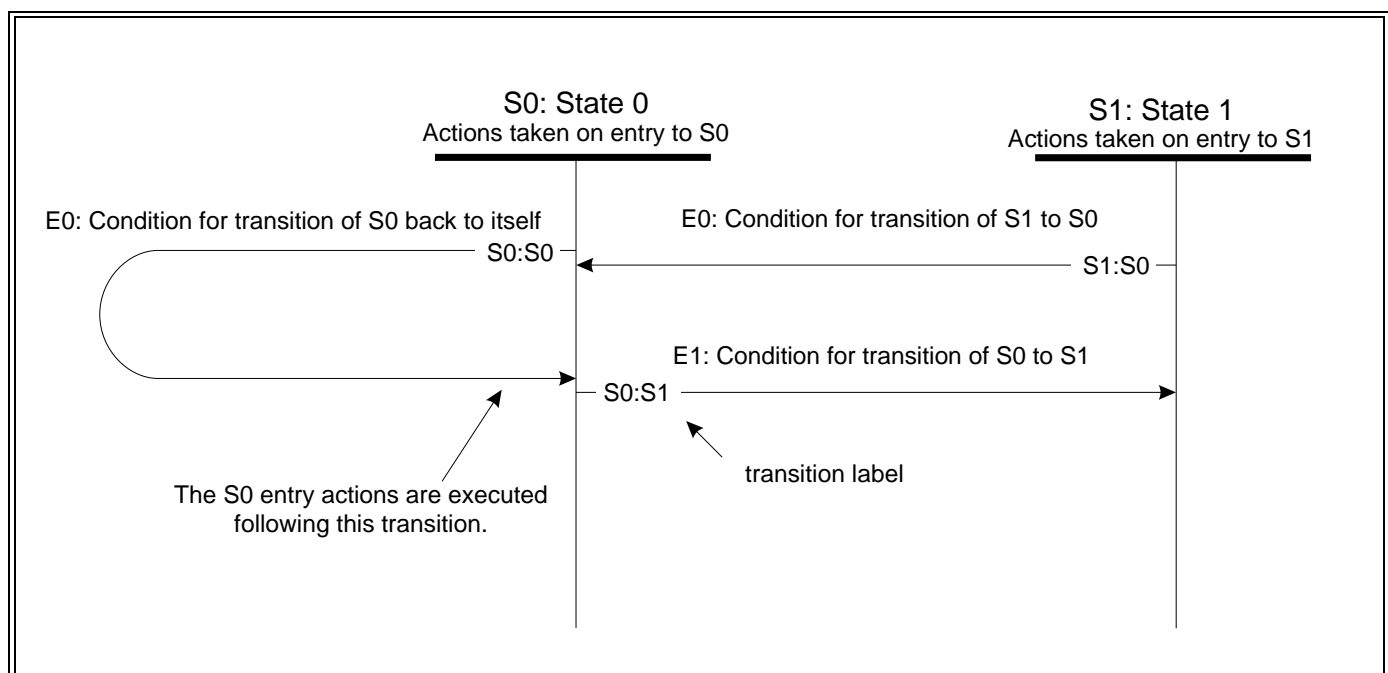 S0: State 0
Actions taken on entry to S0
S1: State 1
Actions taken on entry to S1
E0: Condition for transition of S0 back to itself
S0:S0
E0: Condition for transition of S1 to S0
S1:S0
E1: Condition for transition of S0 to S1
S0:S1
transition label
The S0 entry actions are executed
following this transition.